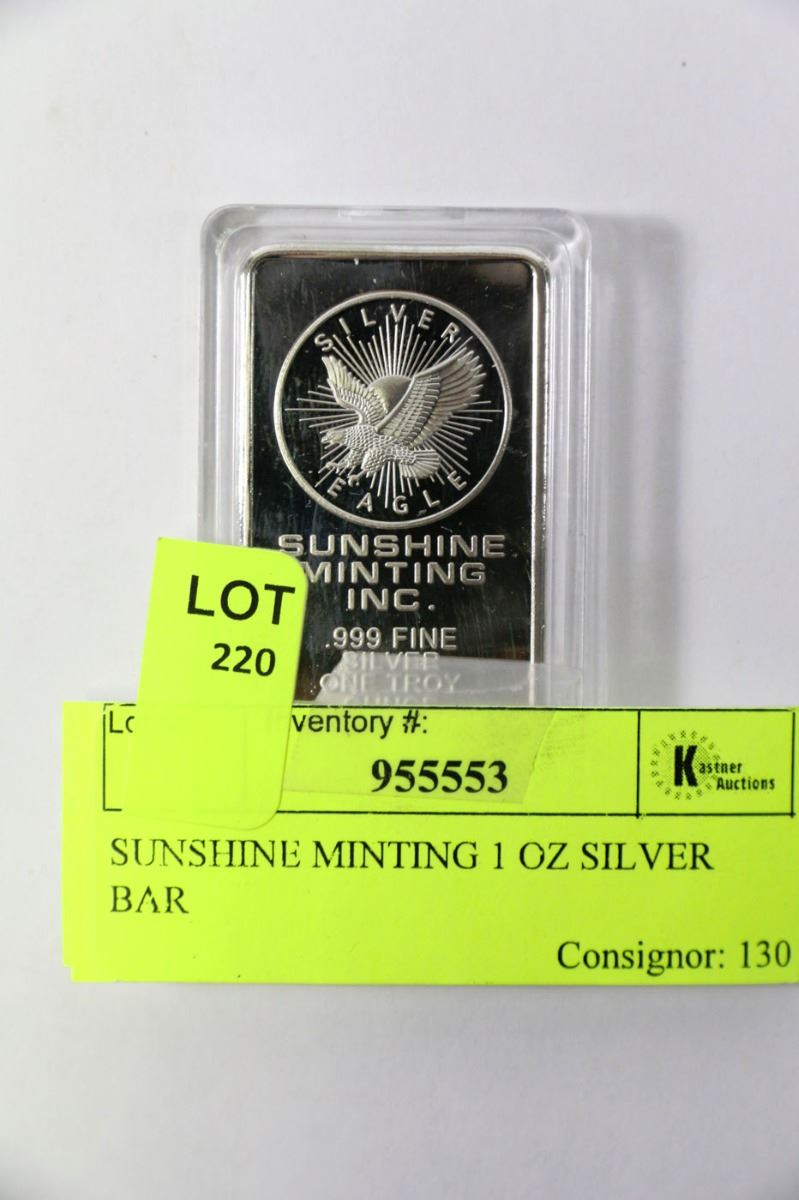 SILVER
EAGLE
SUNSHINE
MINTING
INC.
.999 FINE
SILVER
ONE TROY
LOT
220
ventory #:
955553
Kastner
Auctions
SUNSHINE MINTING 1 OZ SILVER
BAR
Consignor: 130